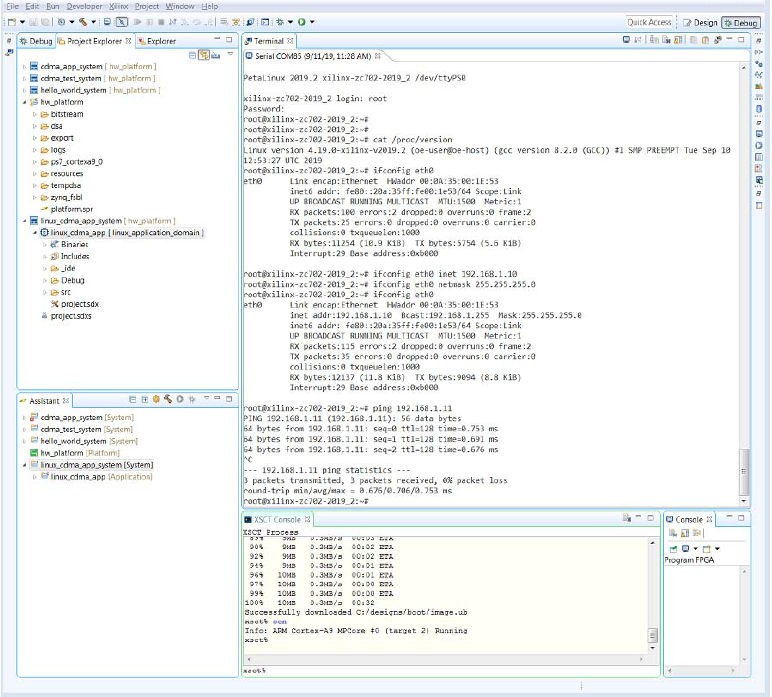 File Edit Run Developer Xilinx Project Window Help
Quick Access Design Debug
Debug Project Explorer Explorer
cdma_app_system [ hw_platform ]
cdma_test_system [ hw_platform ]
hello_world_system [ hw_platform ]
hw_platform
bitstream
dsa
export
logs
ps7_cortexa9_0
resources
tempdsa
zynq_fsbl
platform.spr
linux_cdma_app_system [ hw_platform ]
linux_cdma_app [ linux_application_domain ]
Binaries
Includes
_ide
Debug
src
project.sdx
project.sdxs
Assistant
cdma_app_system [System]
cdma_test_system [System]
hello_world_system [System]
hw_platform [Platform]
linux_cdma_app_system [System]
linux_cdma_app [Application]
Terminal
Serial COM85 (9/11/19, 11:28 AM)
PetaLinux 2019.2 xilinx-zc702-2019_2 /dev/ttyPS0
xilinx-zc702-2019_2 login: root
Password:
root@xilinx-zc702-2019_2:~#
root@xilinx-zc702-2019_2:~#
root@xilinx-zc702-2019_2:~# cat /proc/version
Linux version 4.19.0-xilinx-v2019.2 (oe-user@oe-host) (gcc version 8.2.0 (GCC)) #1 SMP PREEMPT Tue Sep 10
12:53:27 UTC 2019
root@xilinx-zc702-2019_2:~# ifconfig eth0
eth0 Link encap:Ethernet HWaddr 00:0A:35:00:1E:53
inet6 addr: fe80::20a:35ff:fe00:1e53/64 Scope:Link
UP BROADCAST RUNNING MULTICAST MTU:1500 Metric:1
RX packets:100 errors:2 dropped:0 overruns:0 frame:2
TX packets:25 errors:0 dropped:0 overruns:0 carrier:0
collisions:0 txqueuelen:1000
RX bytes:11254 (10.9 KiB) TX bytes:5754 (5.6 KiB)
Interrupt:29 Base address:0xb000
root@xilinx-zc702-2019_2:~# ifconfig eth0 inet 192.168.1.10
root@xilinx-zc702-2019_2:~# ifconfig eth0 netmask 255.255.255.0
root@xilinx-zc702-2019_2:~# ifconfig eth0
eth0 Link encap:Ethernet HWaddr 00:0A:35:00:1E:53
inet addr:192.168.1.10 Bcast:192.168.1.255 Mask:255.255.255.0
inet6 addr: fe80::20a:35ff:fe00:1e53/64 Scope:Link
UP BROADCAST RUNNING MULTICAST MTU:1500 Metric:1
RX packets:115 errors:2 dropped:0 overruns:0 frame:2
TX packets:35 errors:0 dropped:0 overruns:0 carrier:0
collisions:0 txqueuelen:1000
RX bytes:12137 (11.8 KiB) TX bytes:9094 (8.8 KiB)
Interrupt:29 Base address:0xb000
root@xilinx-zc702-2019_2:~# ping 192.168.1.11
PING 192.168.1.11 (192.168.1.11): 56 data bytes
64 bytes from 192.168.1.11: seq=0 ttl=128 time=0.753 ms
64 bytes from 192.168.1.11: seq=1 ttl=128 time=0.691 ms
64 bytes from 192.168.1.11: seq=2 ttl=128 time=0.676 ms
^C
--- 192.168.1.11 ping statistics ---
3 packets transmitted, 3 packets received, 0% packet loss
round-trip min/avg/max = 0.676/0.706/0.753 ms
root@xilinx-zc702-2019_2:~#
XSCT Console
XSCT Process
89% 9MB 0.3MB/s 00:03 ETA
90% 9MB 0.3MB/s 00:02 ETA
92% 9MB 0.3MB/s 00:02 ETA
94% 9MB 0.3MB/s 00:01 ETA
96% 10MB 0.3MB/s 00:01 ETA
97% 10MB 0.3MB/s 00:00 ETA
99% 10MB 0.3MB/s 00:00 ETA
100% 10MB 0.3MB/s 00:32
Successfully downloaded C:/designs/boot/image.ub
xsct% con
Info: ARM Cortex-A9 MPCore #0 (target 2) Running
xsct%
xsct%
Console
Program FPGA